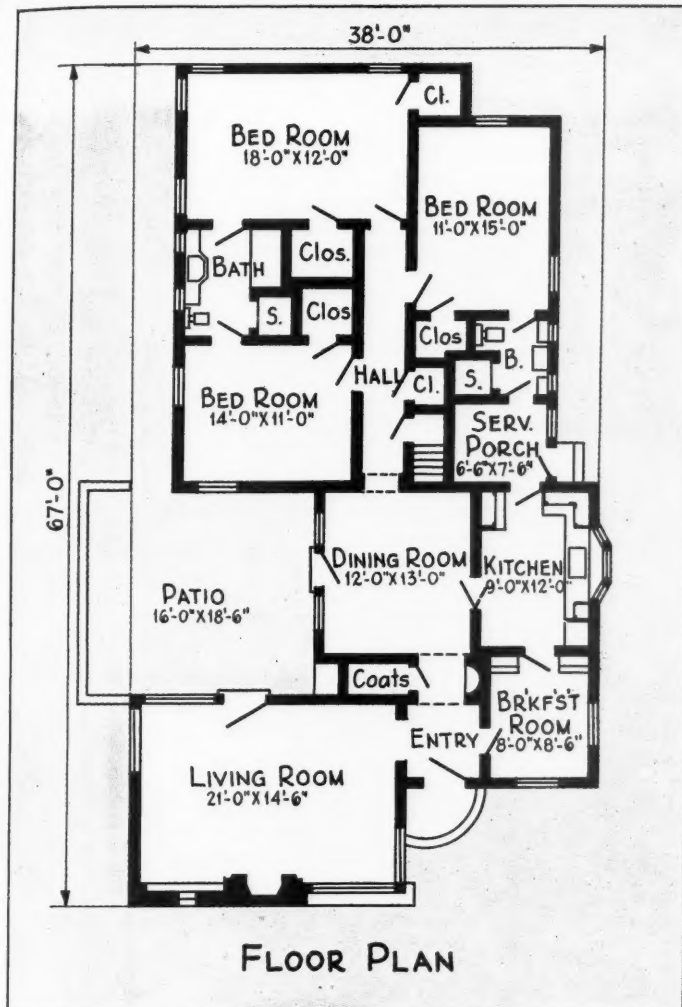 38'-0"
Cl.
BED ROOM
18'-0"X12'-0"
BED ROOM
11'-0"X15'-0"
Clos.
BATH
S.
Clos
Clos
B.
HALL
Cl.
S.
BED ROOM
14'-0"X11'-0"
SERV.
PORCH
6'-6"X7'-6"
67'-0"
DINING ROOM
12'-0"X13'-0"
KITCHEN
9'-0"X12'-0"
PATIO
16'-0"X18'-6"
Coats
BR'KF'S'T
ROOM
8'-0"X8'-6"
ENTRY
LIVING ROOM
21'-0"X14'-6"
FLOOR PLAN